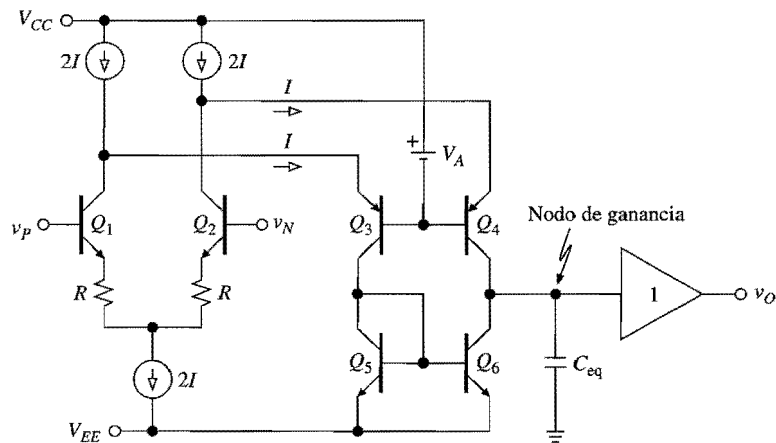 V_CC
2I
2I
I
I
+
V_A
v_P
Q_1
Q_2
v_N
Q_3
Q_4
Nodo de ganancia
R
R
1
v_O
2I
Q_5
Q_6
C_eq
V_EE